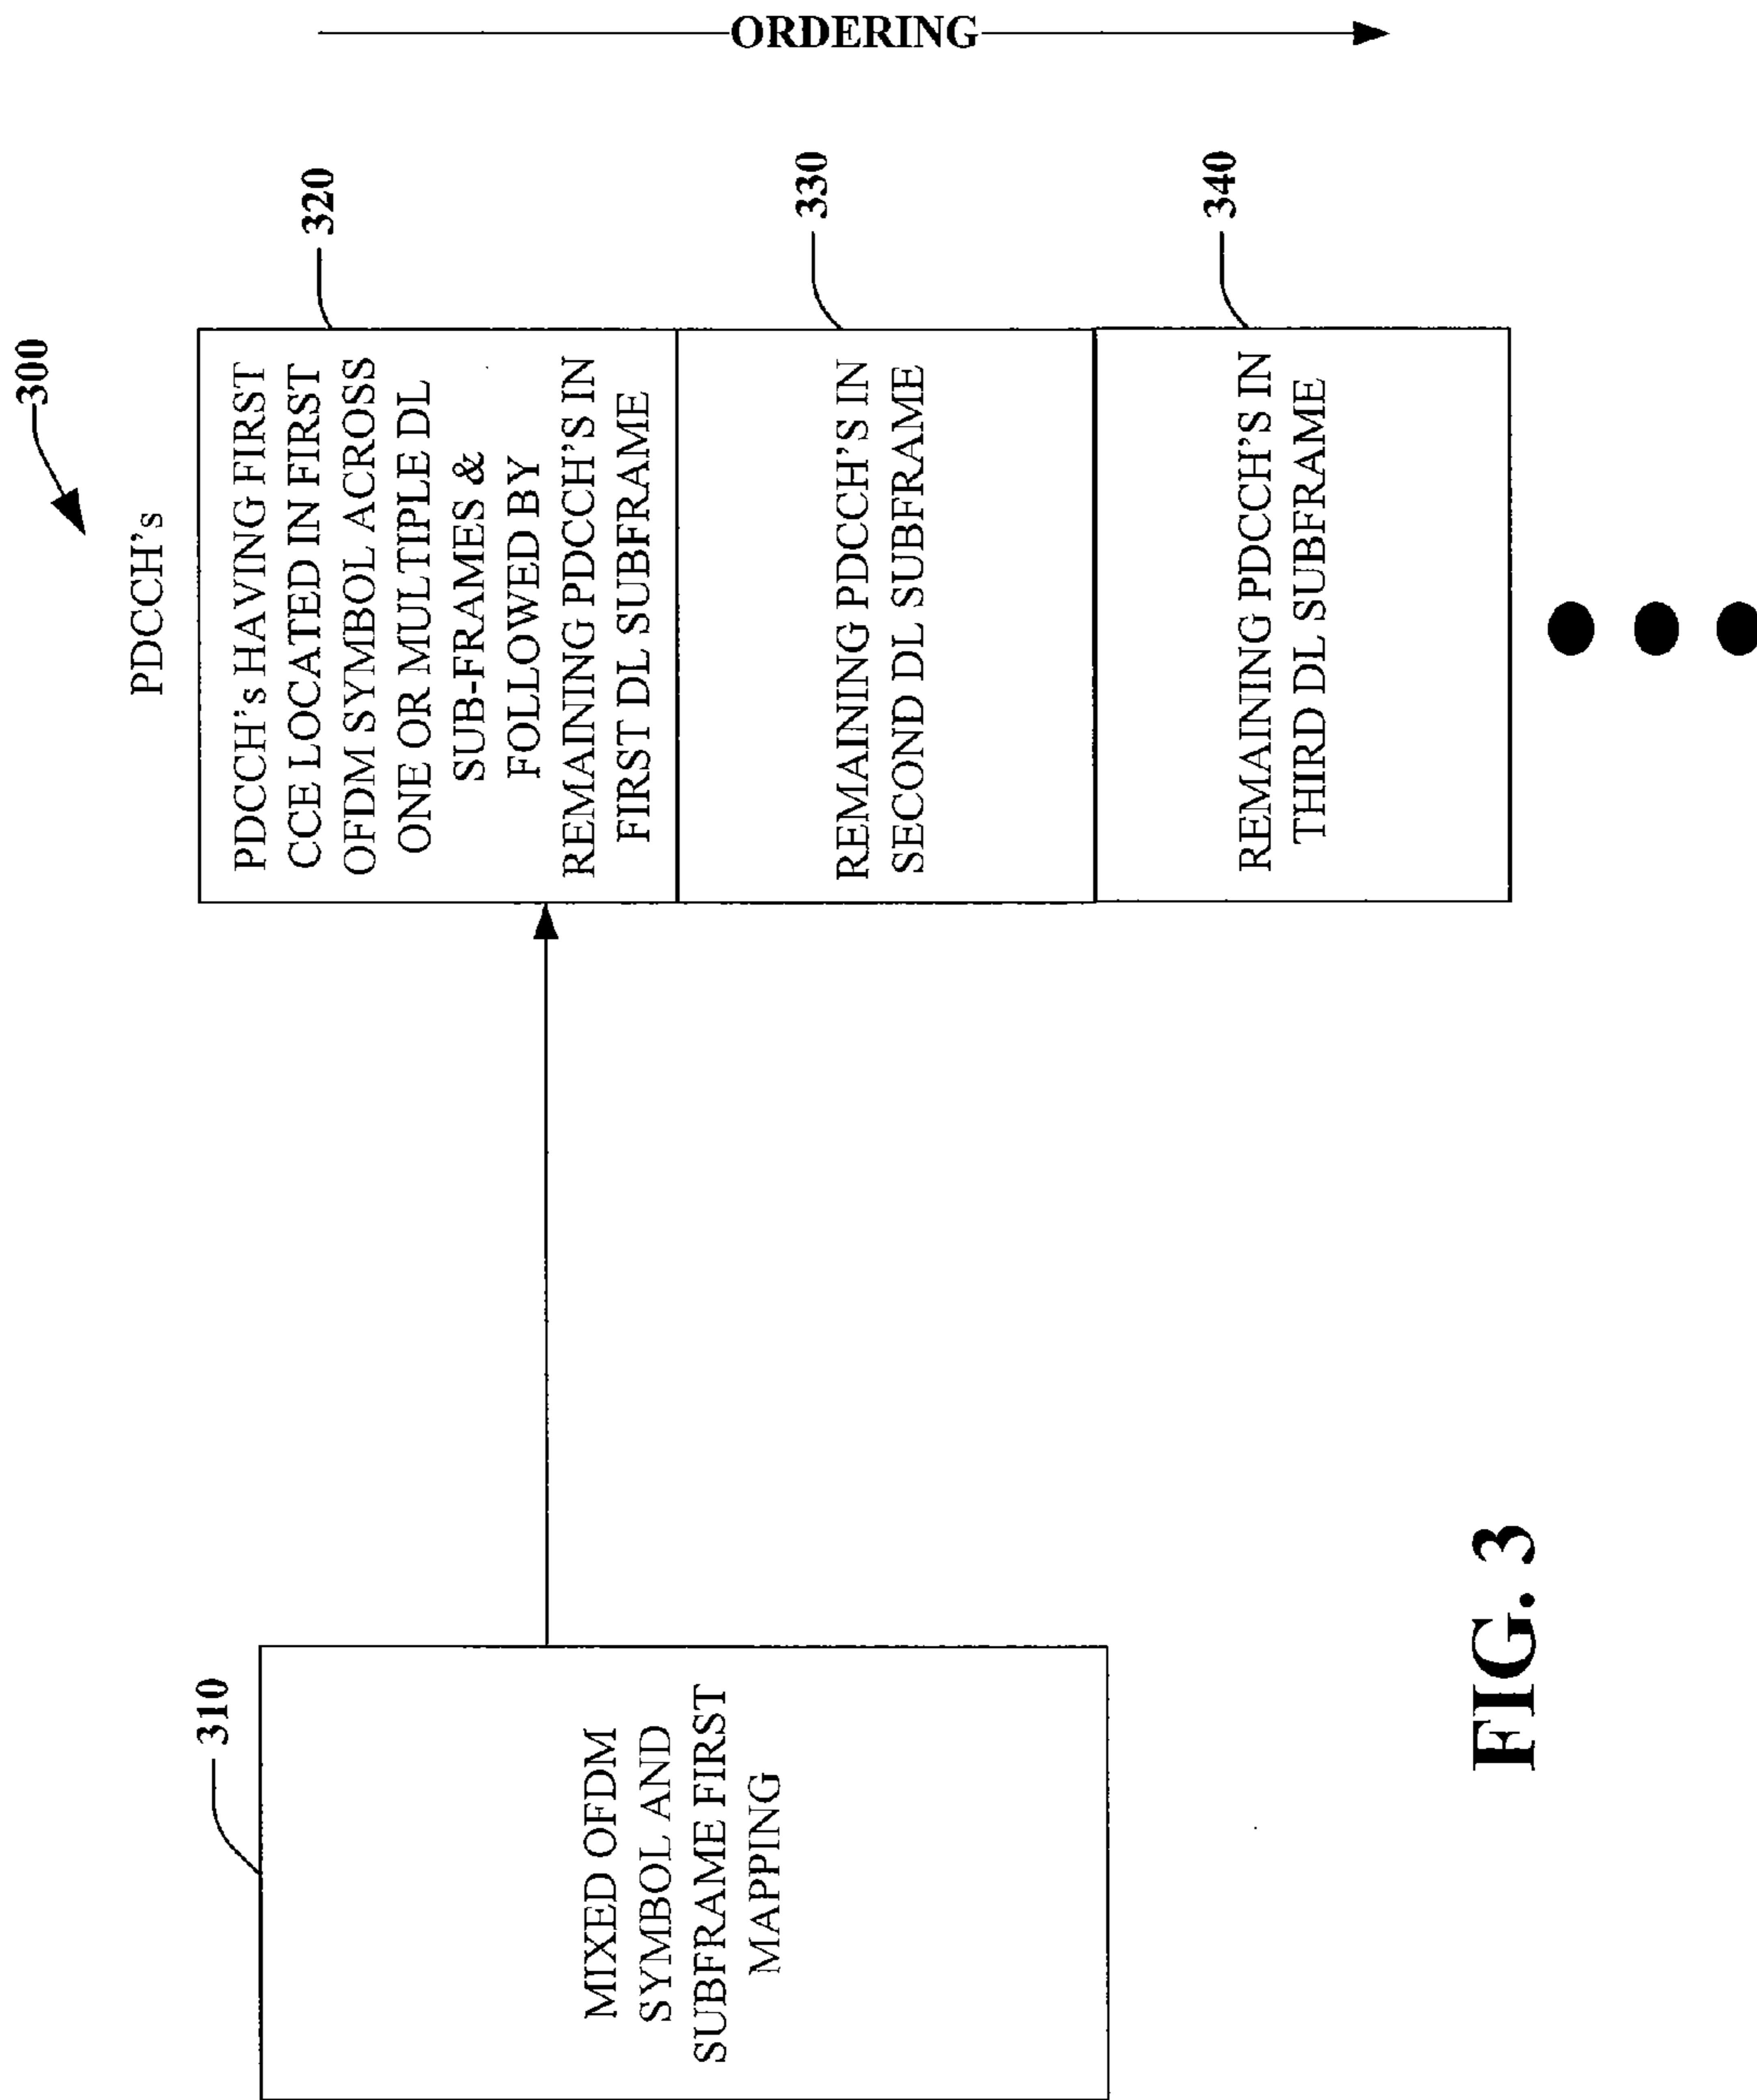 300
PDCCH's
310
MIXED OFDM
SYMBOL AND
SUBFRAME FIRST
MAPPING
320
PDCCH's HAVING FIRST
CCE LOCATED IN FIRST
OFDM SYMBOL ACROSS
ONE OR MULTIPLE DL
SUB-FRAMES &
FOLLOWED BY
REMAINING PDCCH'S IN
FIRST DL SUBFRAME
330
REMAINING PDCCH'S IN
SECOND DL SUBFRAME
340
REMAINING PDCCH'S IN
THIRD DL SUBFRAME
ORDERING
FIG. 3